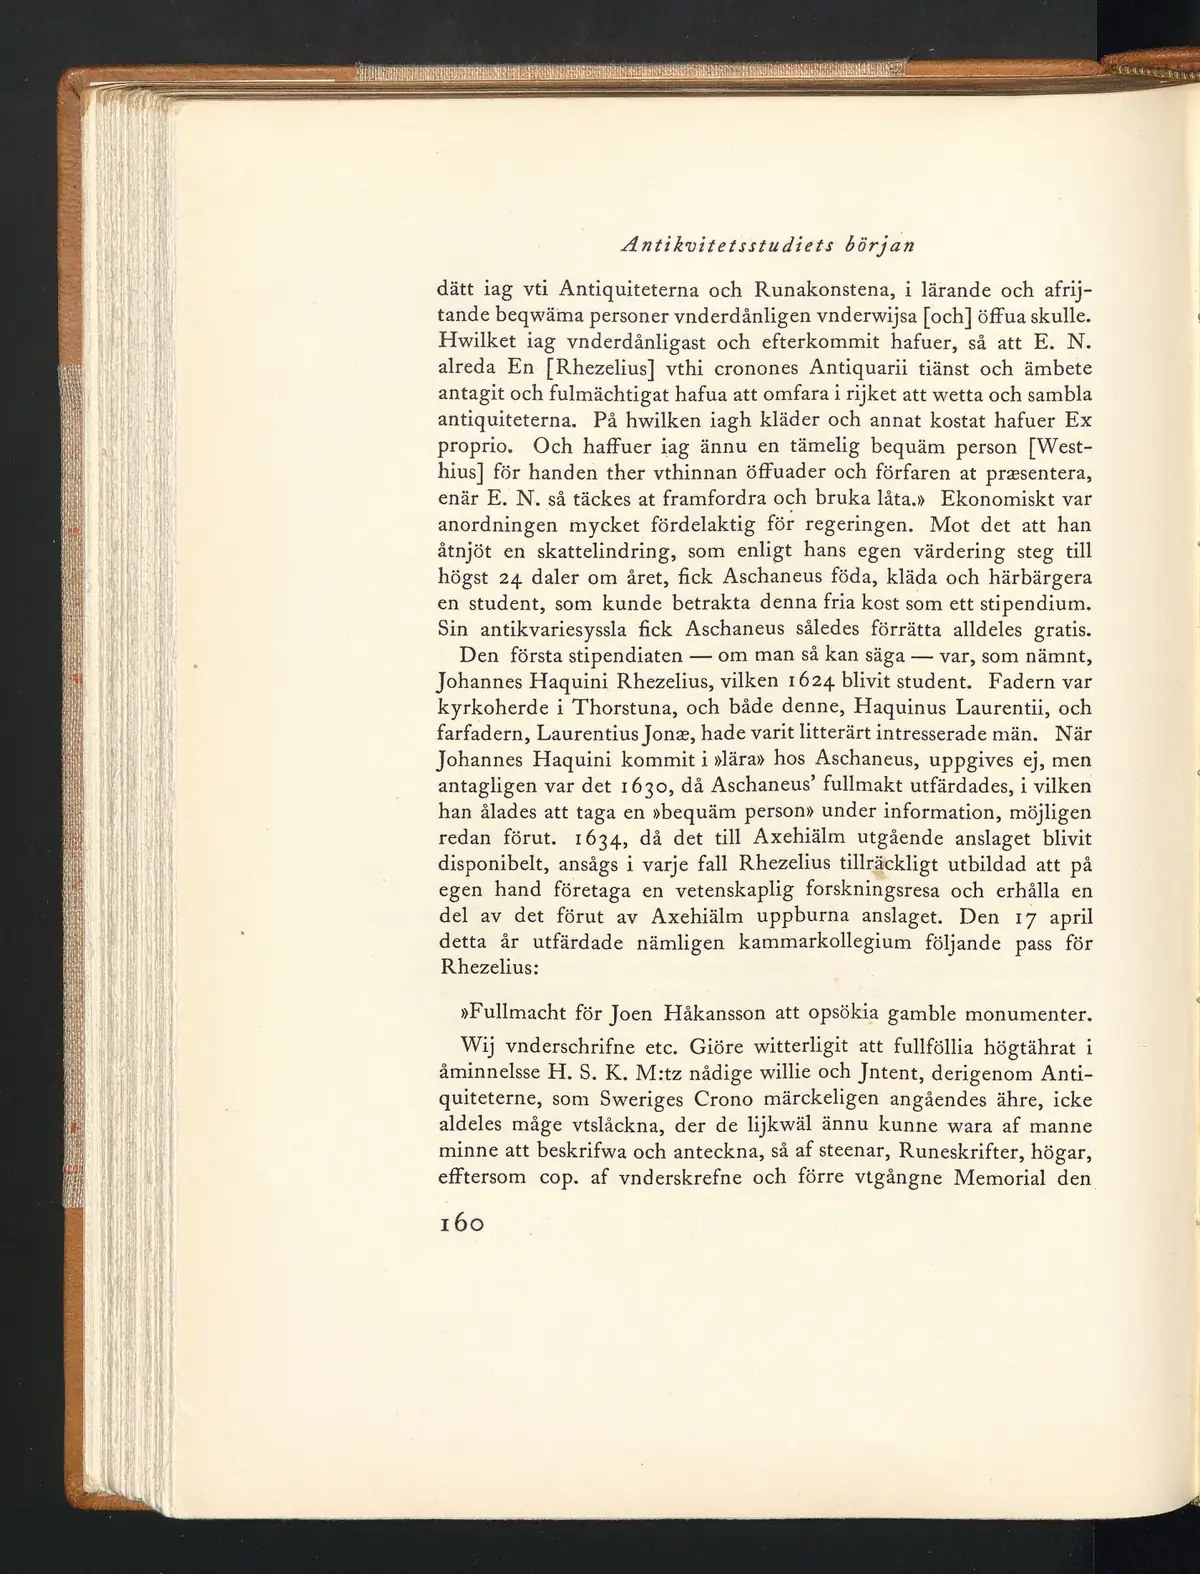 Antikvitetsstudiets början
dätt iag vti Antiquiteterna och Runakonstena, i lärande och afrij-
tande beqwäma personer vnderdånligen vnderwijsa [och] öffua skulle.
Hwilket iag vnderdånligast och efterkommit hafuer, så att E. N.
alreda En [Rhezelius] vthi cronones Antiquarii tiänst och ämbete
antagit och fulmächtigat hafua att omfara i rijket att wetta och sambla
antiquiteterna. På hwilken iagh kläder och annat kostat hafuer Ex
proprio. Och haffuer iag ännu en tämelig bequäm person [West-
hius] för handen ther vthinnan öffuader och förfaren at præsentera,
enär E. N. så täckes at framfordra och bruka låta.» Ekonomiskt var
anordningen mycket fördelaktig för regeringen. Mot det att han
åtnjöt en skattelindring, som enligt hans egen värdering steg till
högst 24 daler om året, fick Aschaneus föda, kläda och härbärgera
en student, som kunde betrakta denna fria kost som ett stipendium.
Sin antikvariesyssla fick Aschaneus således förrätta alldeles gratis.
Den första stipendiaten — om man så kan säga — var, som nämnt,
Johannes Haquini Rhezelius, vilken 1624 blivit student. Fadern var
kyrkoherde i Thorstuna, och både denne, Haquinus Laurentii, och
farfadern, Laurentius Jonæ, hade varit litterärt intresserade män. När
Johannes Haquini kommit i »lära» hos Aschaneus, uppgives ej, men
antagligen var det 1630, då Aschaneus’ fullmakt utfärdades, i vilken
han ålades att taga en »bequäm person» under information, möjligen
redan förut. 1634, då det till Axehiälm utgående anslaget blivit
disponibelt, ansågs i varje fall Rhezelius tillräckligt utbildad att på
egen hand företaga en vetenskaplig forskningsresa och erhålla en
del av det förut av Axehiälm uppburna anslaget. Den 17 april
detta år utfärdade nämligen kammarkollegium följande pass för
Rhezelius:
»Fullmacht för Joen Håkansson att opsökia gamble monumenter.
Wij vnderschrifne etc. Giöre witterligit att fullföllia högtährat i
åminnelsse H. S. K. M:tz nådige willie och Jntent, derigenom Anti-
quiteterne, som Sweriges Crono märckeligen angåendes ähre, icke
aldeles måge vtslåckna, der de lijkwäl ännu kunne wara af manne
minne att beskrifwa och anteckna, så af steenar, Runeskrifter, högar,
efftersom cop. af vnderskrefne och förre vtgångne Memorial den
160